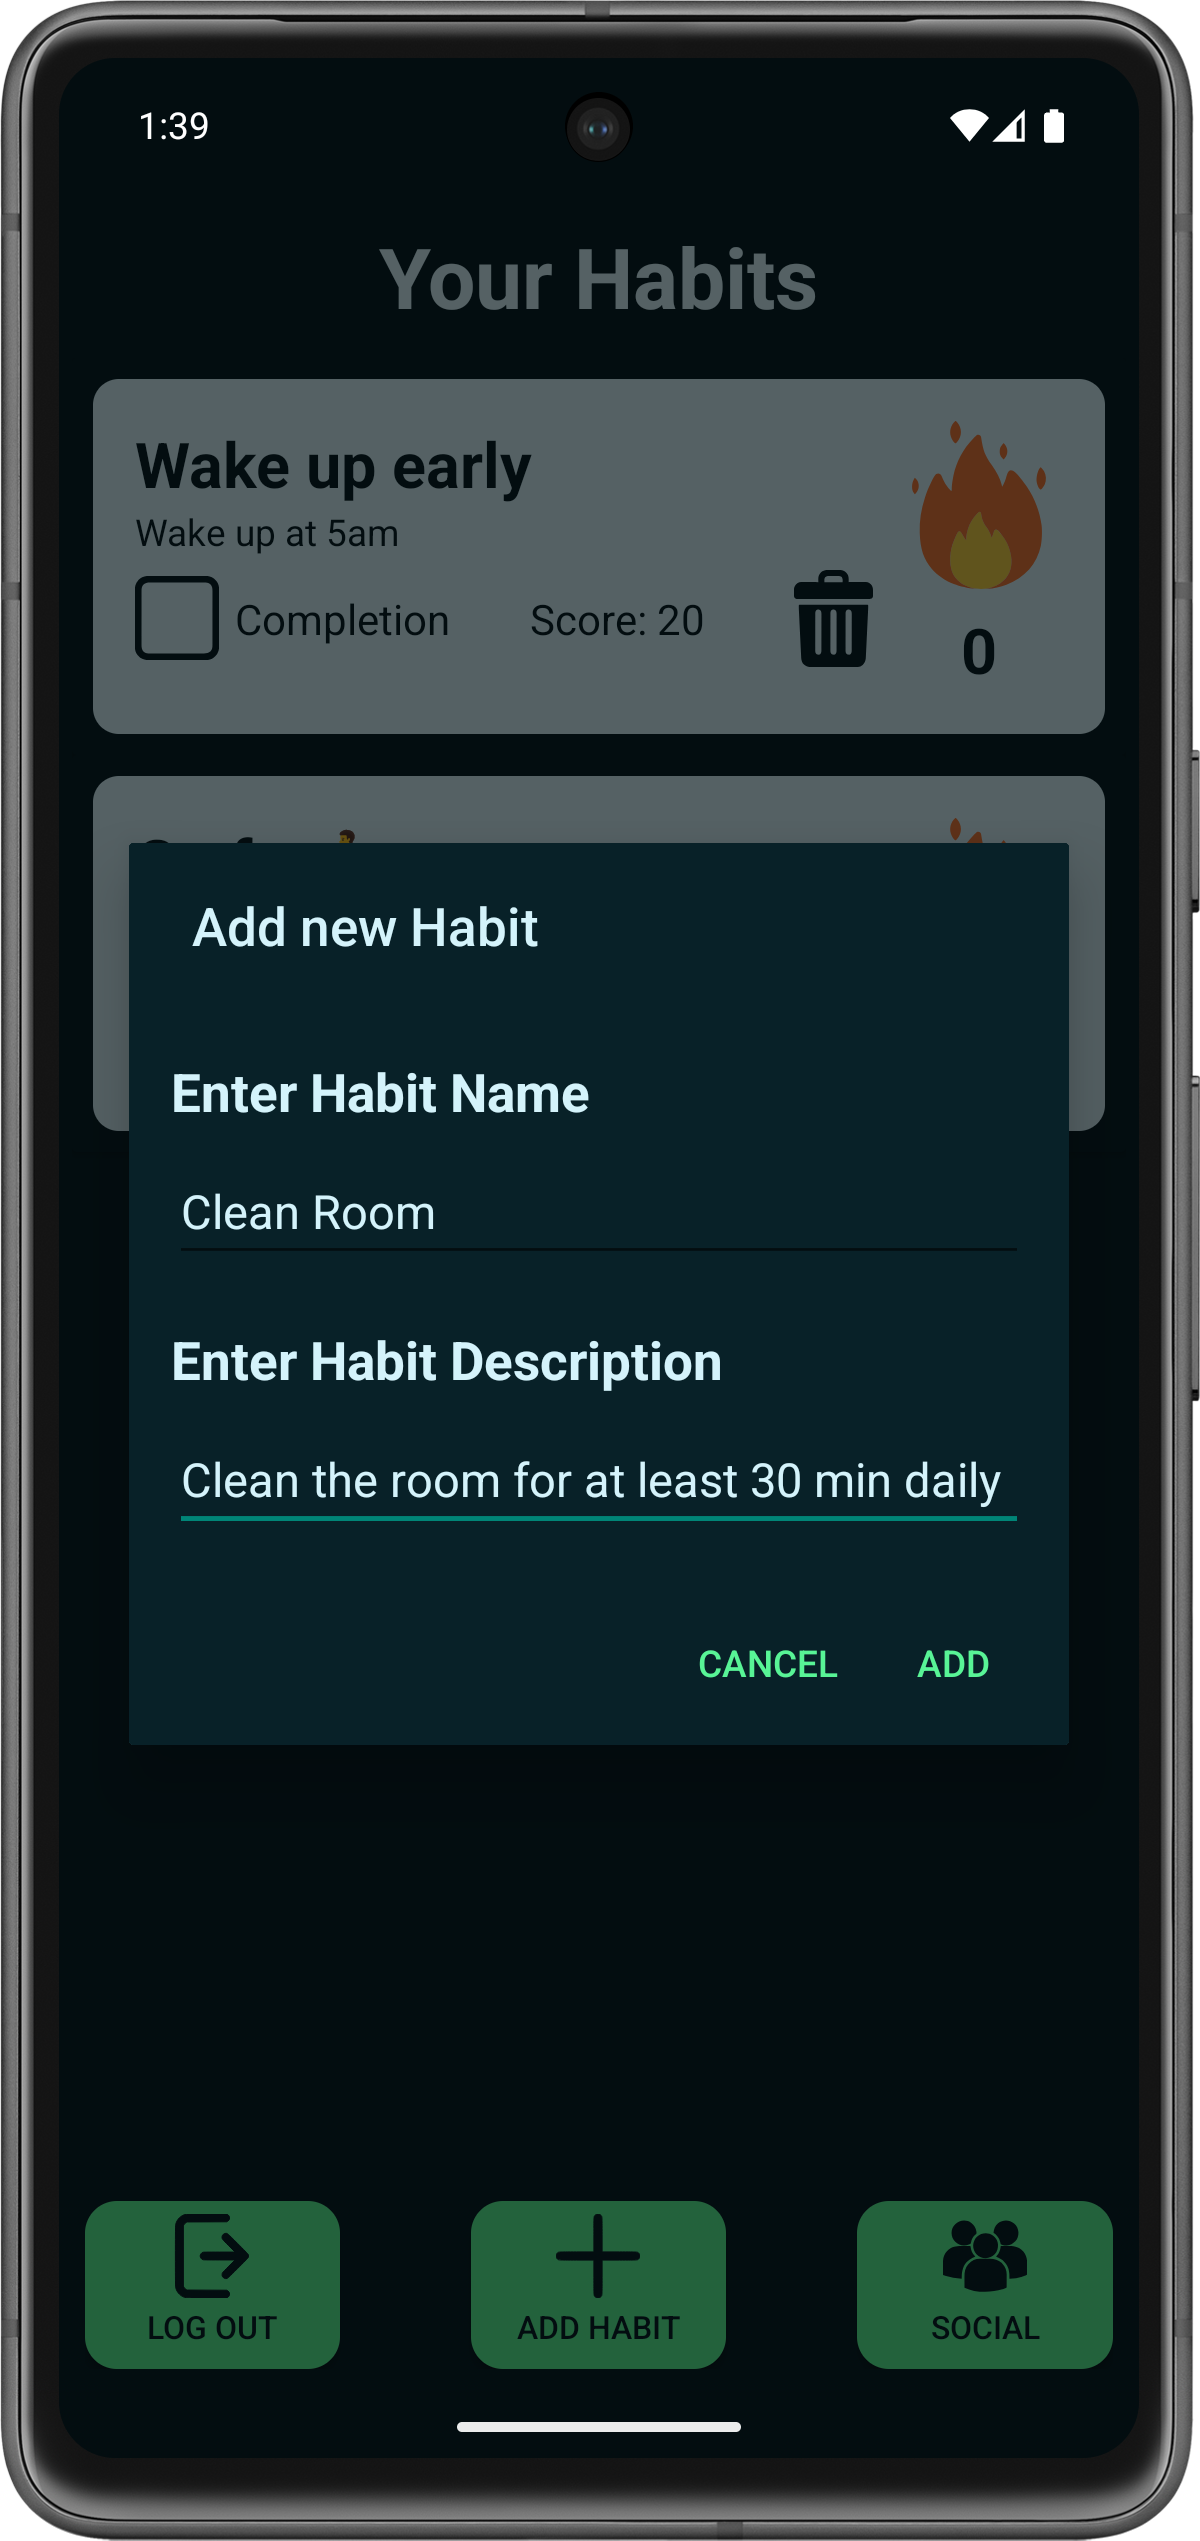 1:39
Your Habits
Wake up early
Wake up at 5am
Completion
Score: 20
0
Add new Habit
Enter Habit Name
Clean Room
Enter Habit Description
Clean the room for at least 30 min daily
CANCEL
ADD
LOG OUT
ADD HABIT
SOCIAL